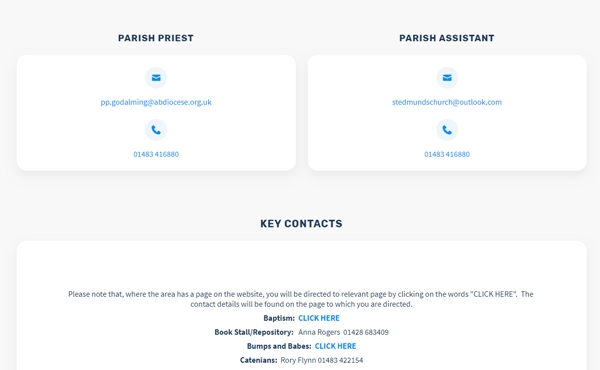 PARISH PRIEST
pp.godalming@abdiocese.org.uk
01483 416880
PARISH ASSISTANT
stedmundschurch@outlook.com
01483 416880
KEY CONTACTS
Please note that, where the area has a page on the website, you will be directed to relevant page by clicking on the words "CLICK HERE".  The
contact details will be found on the page to which you are directed.
Baptism:  CLICK HERE
Book Stall/Repository:  Anna Rogers  01428 683409
Bumps and Babes:  CLICK HERE
Catenians:  Rory Flynn 01483 422154